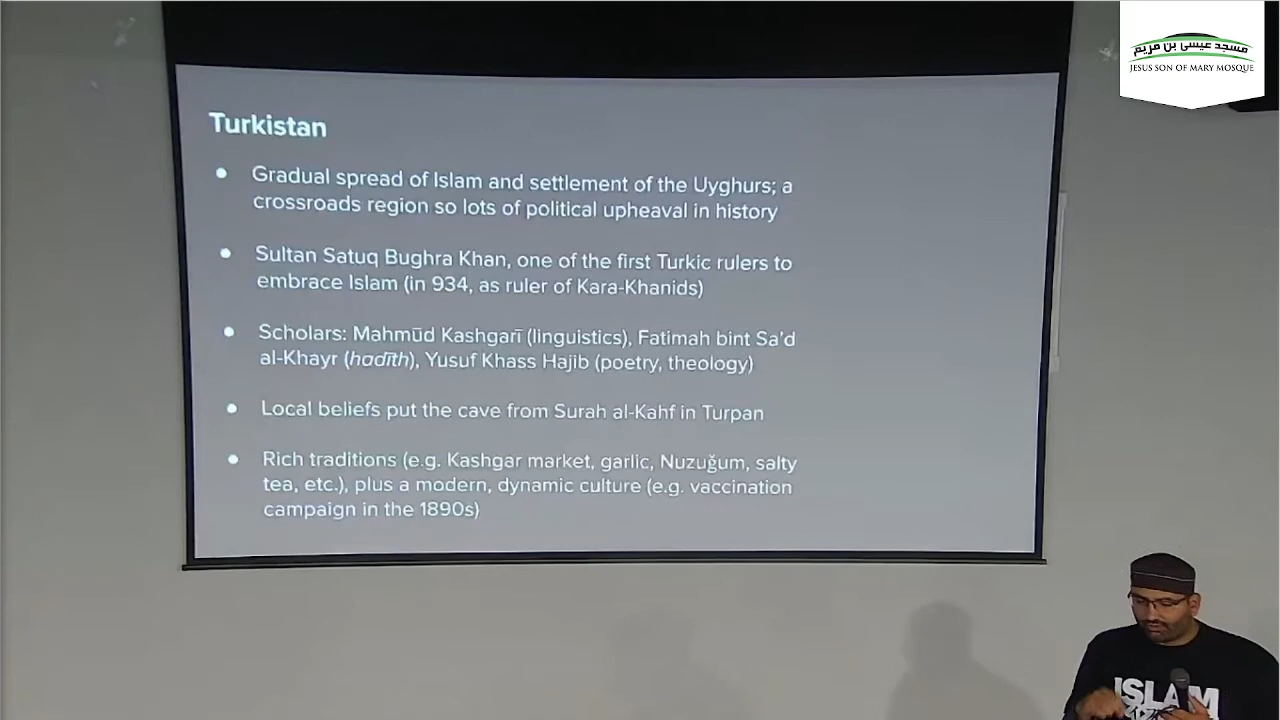 مسجد عيسى بن مريم
JESUS SON OF MARY MOSQUE
Turkistan
● Gradual spread of Islam and settlement of the Uyghurs; a
crossroads region so lots of political upheaval in history
● Sultan Satuq Bughra Khan, one of the first Turkic rulers to
embrace Islam (in 934, as ruler of Kara-Khanids)
● Scholars: Mahmūd Kashgarī (linguistics), Fatimah bint Sa'd
al-Khayr (hadīth), Yusuf Khass Hajib (poetry, theology)
● Local beliefs put the cave from Surah al-Kahf in Turpan
● Rich traditions (e.g. Kashgar market, garlic, Nuzuğum, salty
tea, etc.), plus a modern, dynamic culture (e.g. vaccination
campaign in the 1890s)
ISLAM